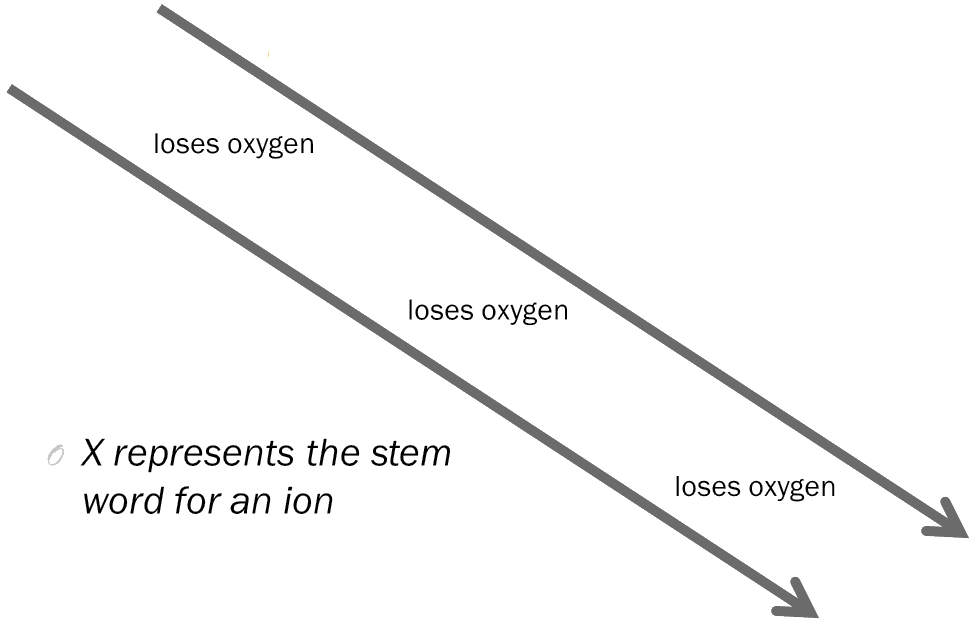 loses oxygen
loses oxygen
X represents the stem
word for an ion
loses oxygen